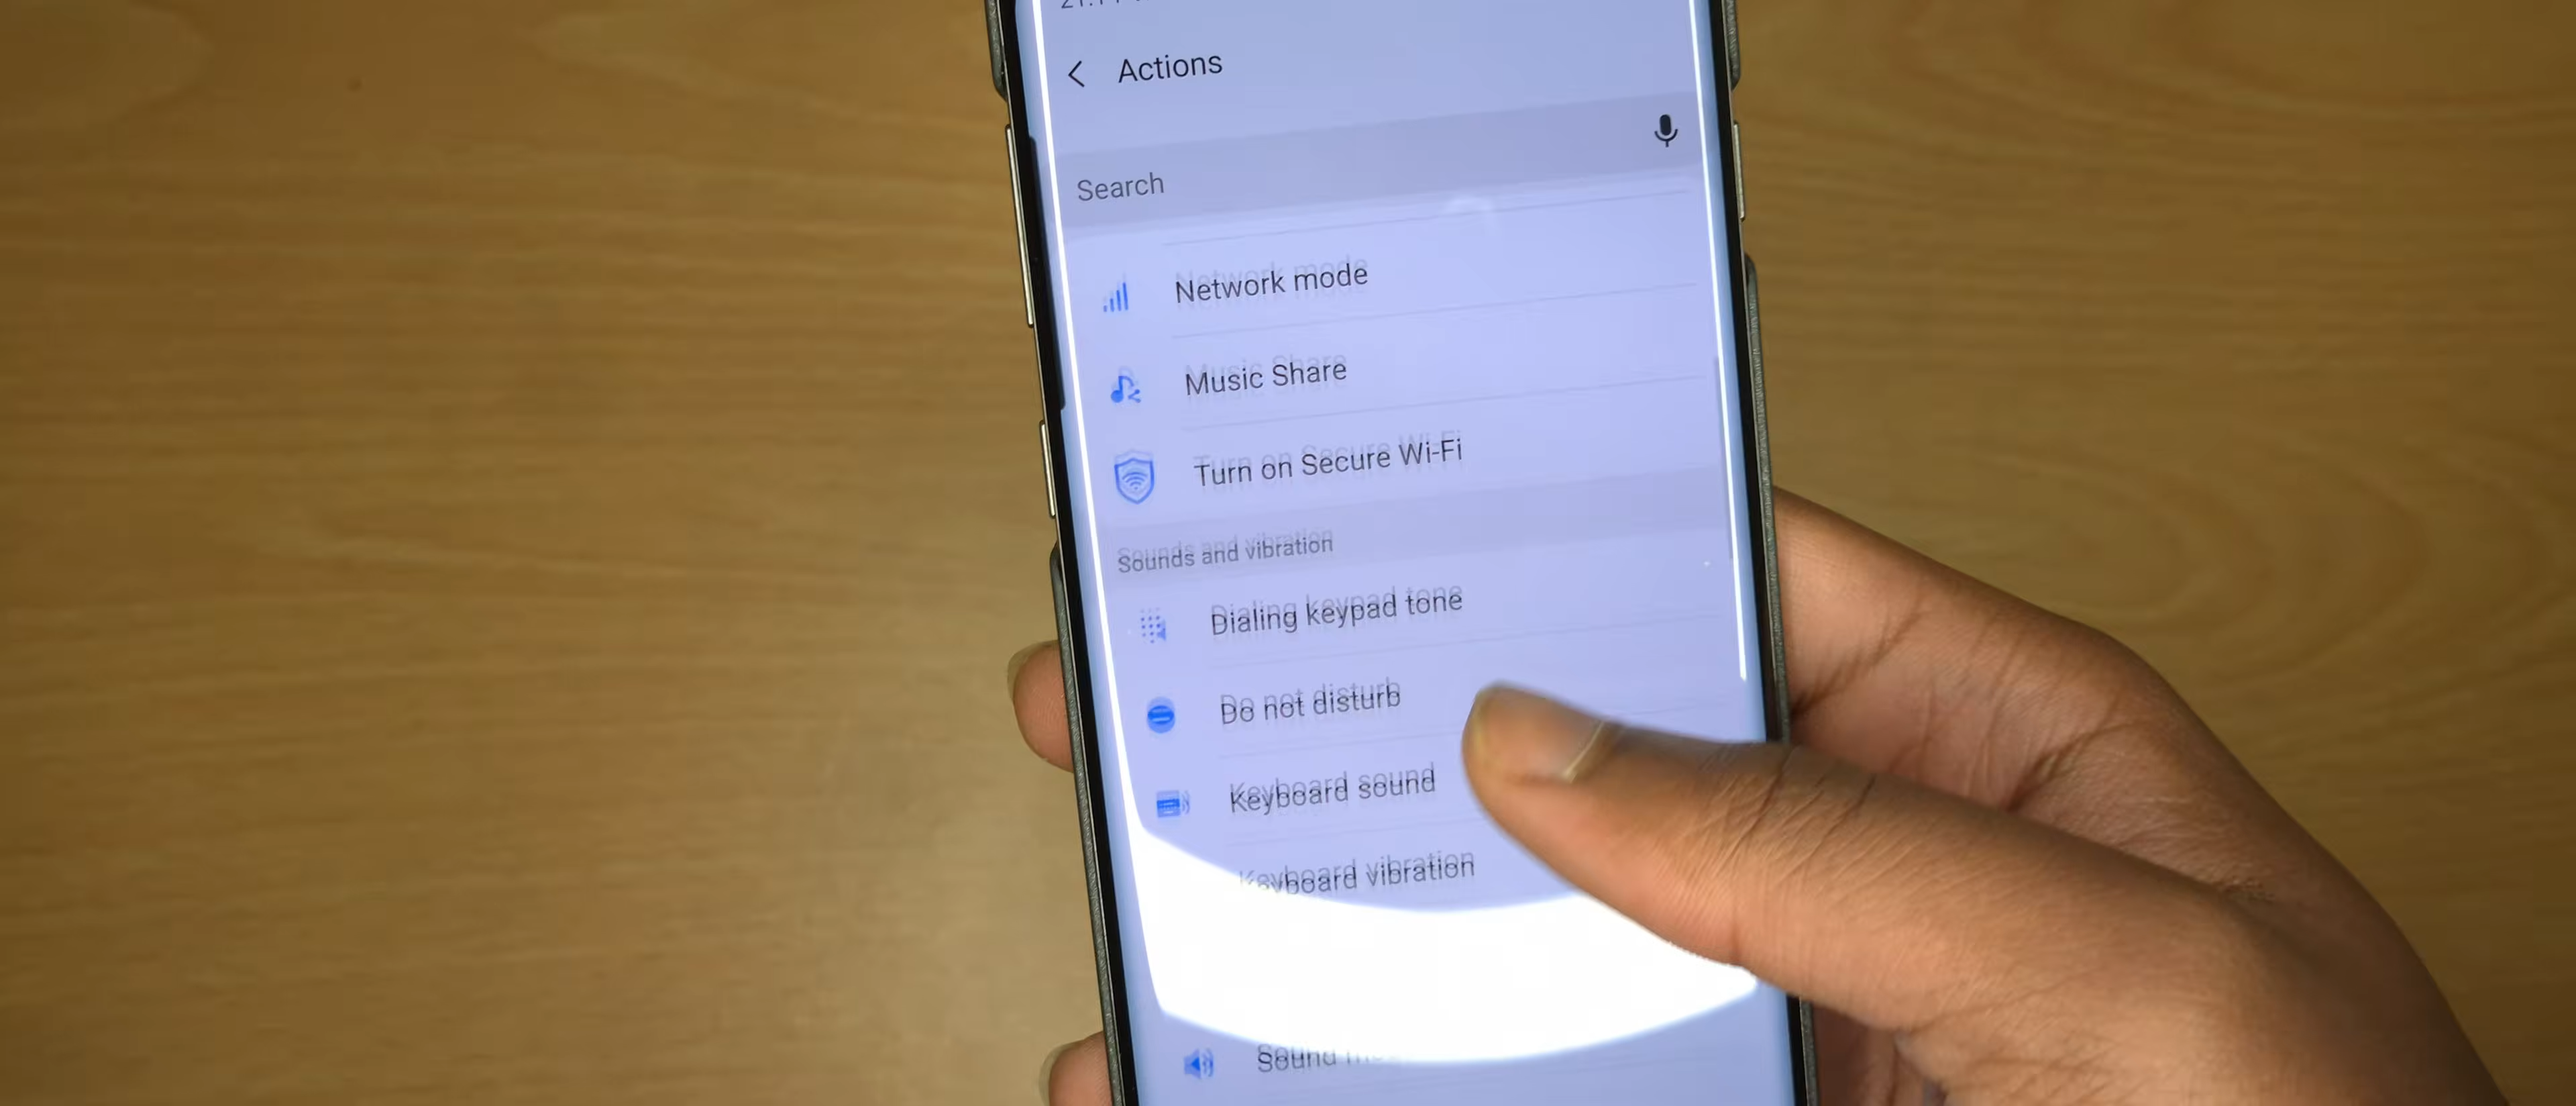 Actions
Search
Network mode
Music Share
Turn on Secure Wi-Fi
Sounds and vibration
Dialing keypad tone
Do not disturb
Keyboard sound
Keyboard vibration
Sound